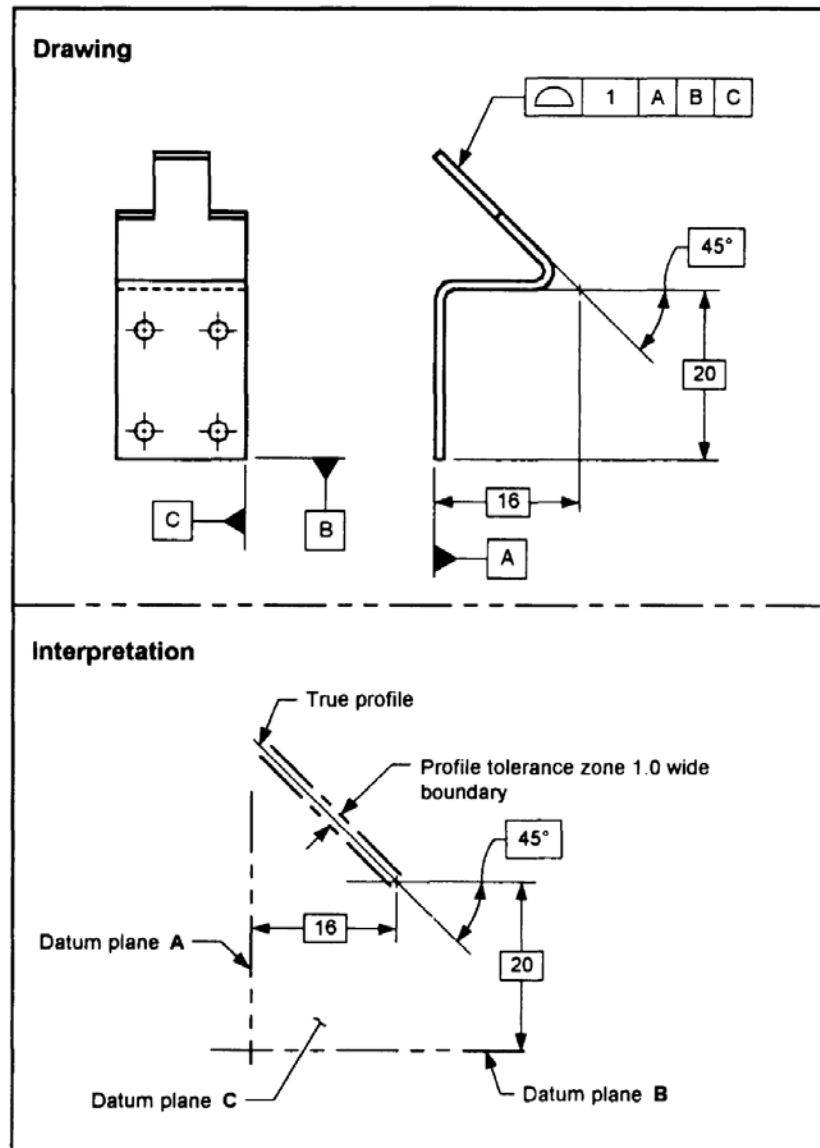 Drawing
1 A B C
45°
20
16
C
B
A
Interpretation
True profile
Profile tolerance zone 1.0 wide
boundary
45°
16
20
Datum plane A
Datum plane C
Datum plane B